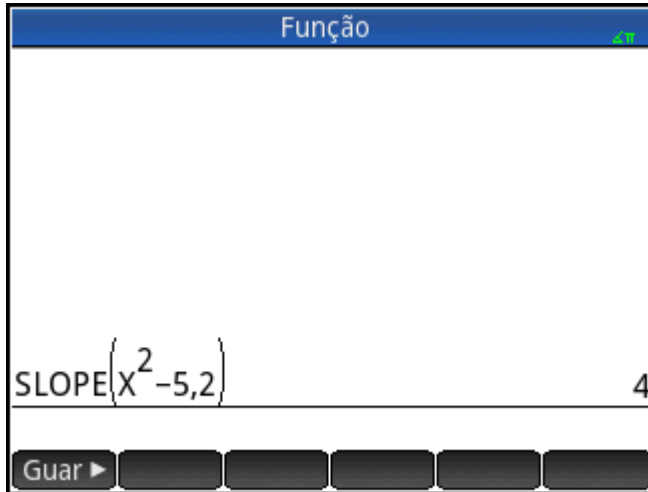 Função
∡π
SLOPE(X²-5,2) 4
Guar ▶